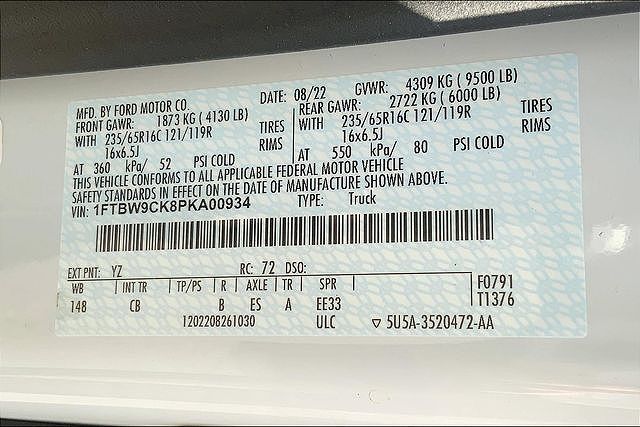 MFD. BY FORD MOTOR CO. DATE: 08/22 GVWR: 4309 KG ( 9500 LB)
FRONT GAWR: 1873 KG ( 4130 LB) REAR GAWR: 2722 KG ( 6000 LB)
WITH 235/65R16C 121/119R TIRES WITH 235/65R16C 121/119R TIRES
16x6.5J RIMS 16x6.5J RIMS
AT 360 kPa/ 52 PSI COLD AT 550 kPa/ 80 PSI COLD
THIS VEHICLE CONFORMS TO ALL APPLICABLE FEDERAL MOTOR VEHICLE
SAFETY STANDARDS IN EFFECT ON THE DATE OF MANUFACTURE SHOWN ABOVE.
VIN: 1FTBW9CK8PKA00934 TYPE: Truck
EXT PNT: YZ RC: 72 DSO:
WB INT TR TP/PS R AXLE TR SPR F0791
148 CB B ES A EE33 T1376
1202208261030 ULC ▽ 5U5A-3520472-AA